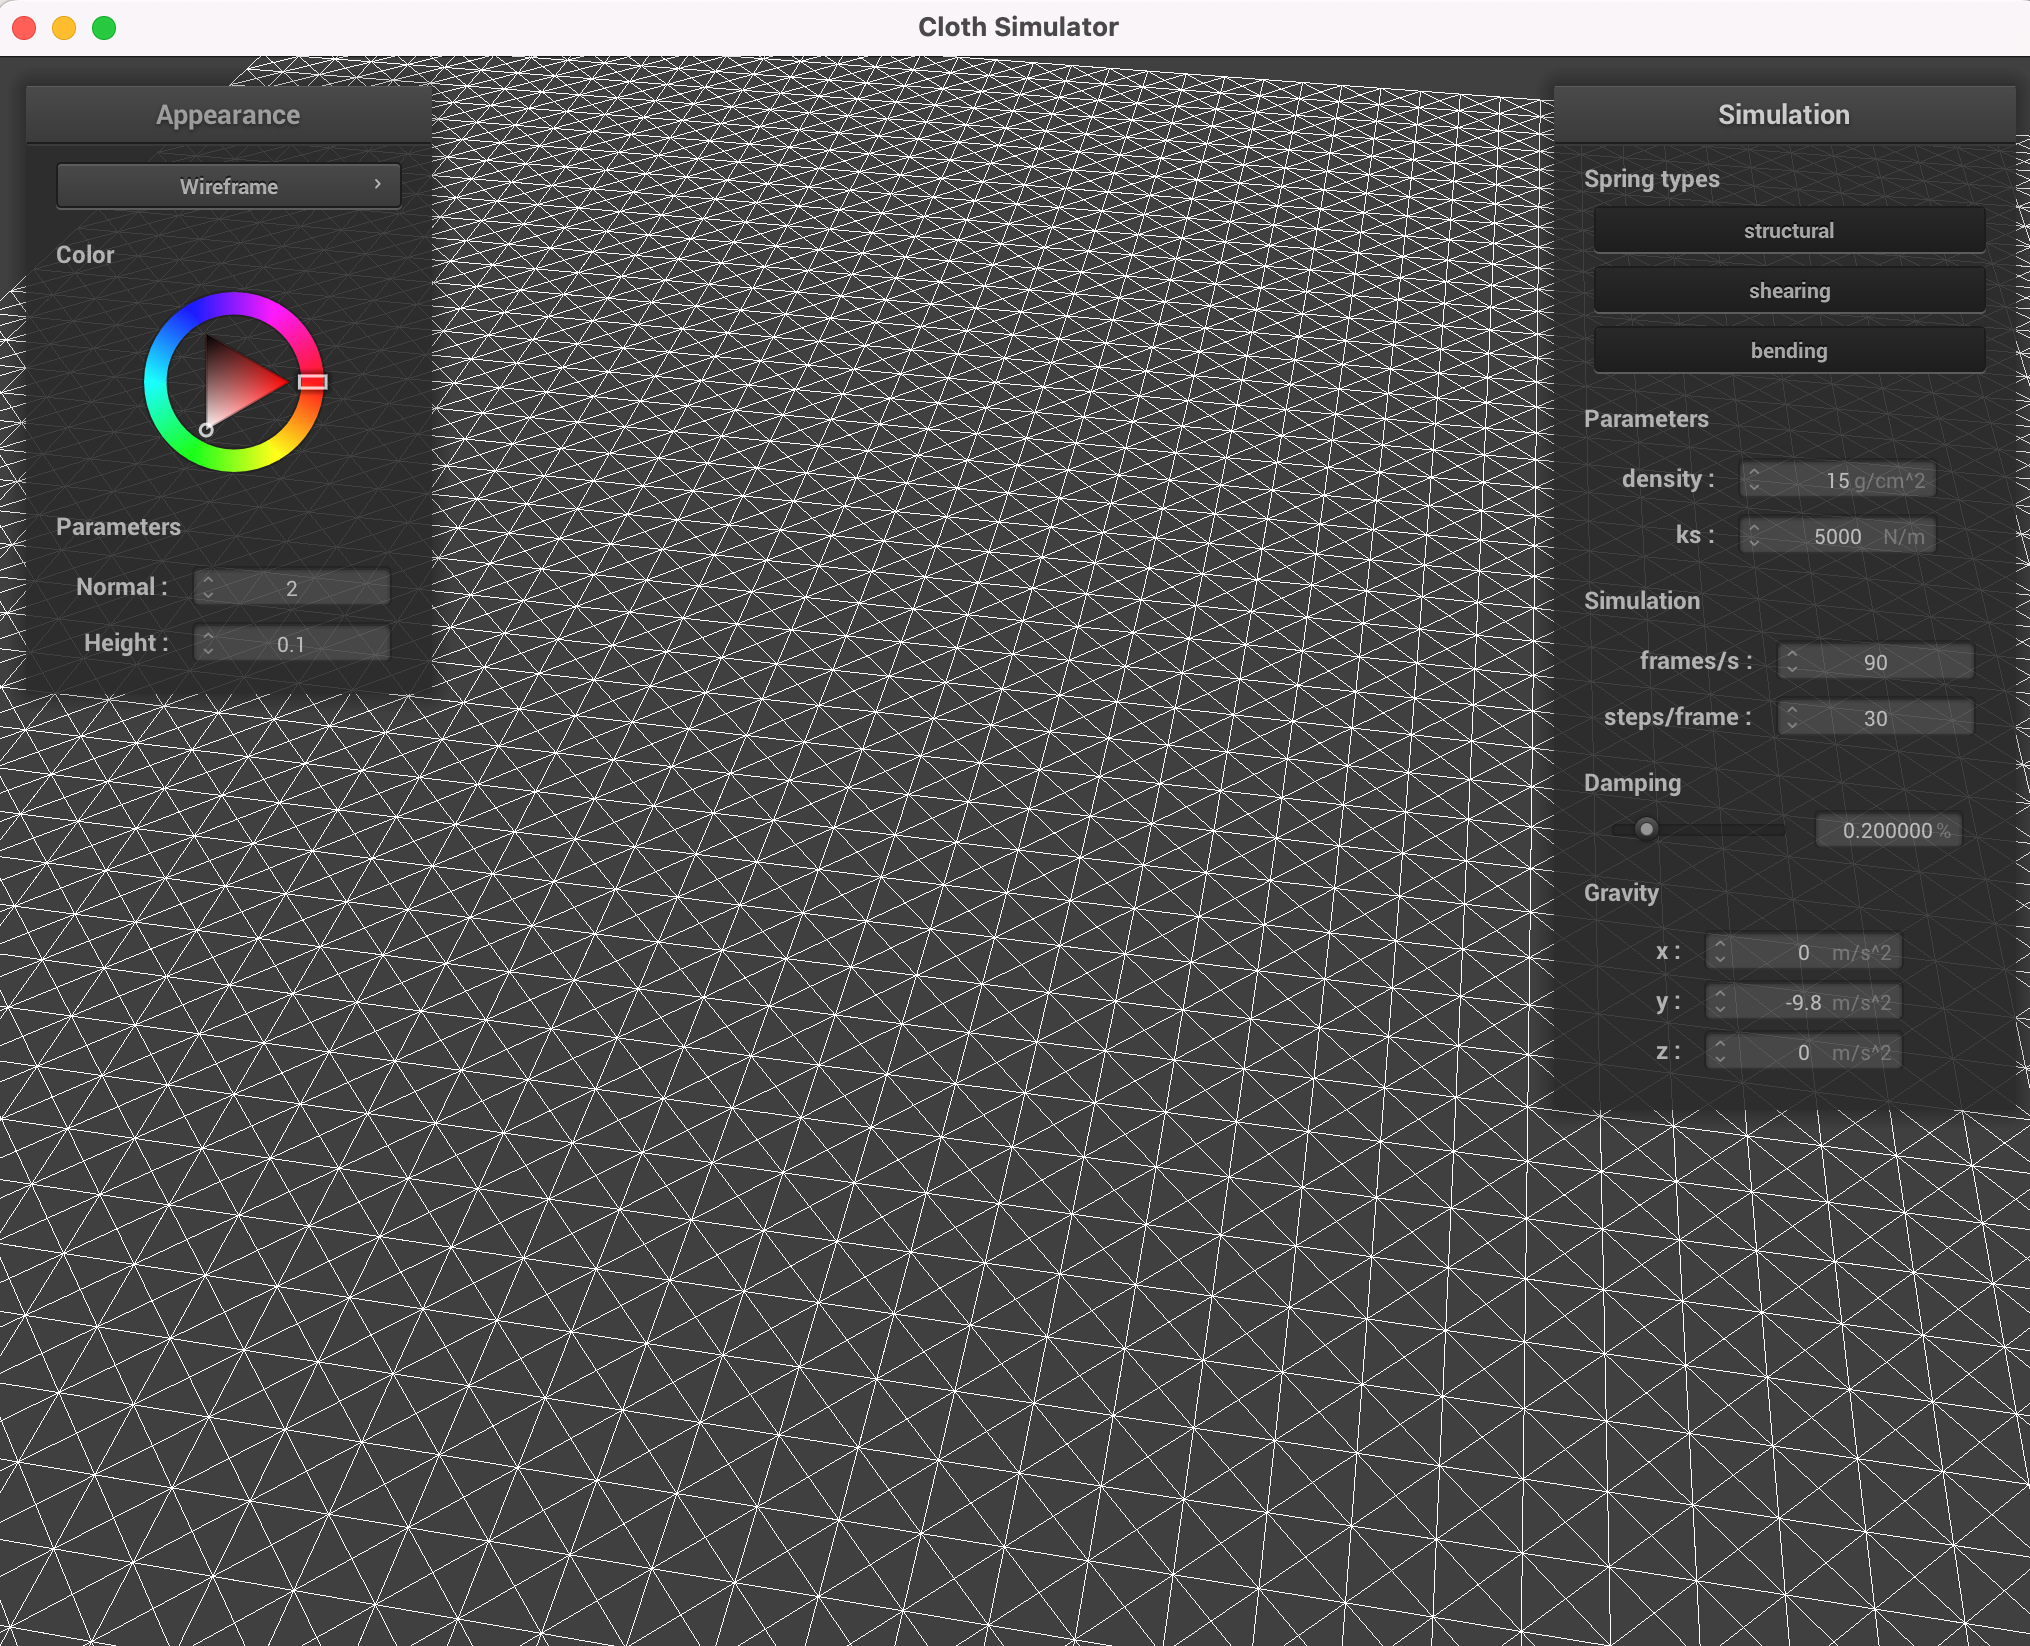 Cloth Simulator
Appearance
Wireframe
Color
Parameters
Normal : 2
Height : 0.1
Simulation
Spring types
structural
shearing
bending
Parameters
density : 15 g/cm^2
ks : 5000 N/m
Simulation
frames/s : 90
steps/frame : 30
Damping
0.200000 %
Gravity
x : 0 m/s^2
y : -9.8 m/s^2
z : 0 m/s^2